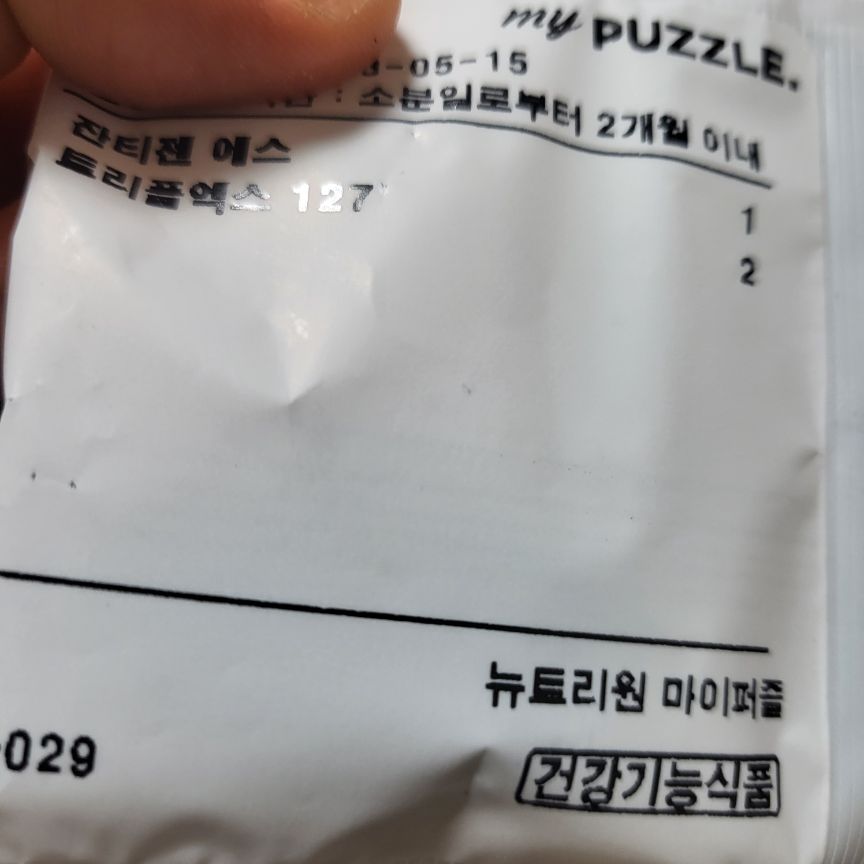 my PUZZLE.
-05-15
: 소분일로부터 2개월 이내
잔티젠 에스 1
트리플엑스 127 2
뉴트리원 마이퍼즐
029
건강기능식품